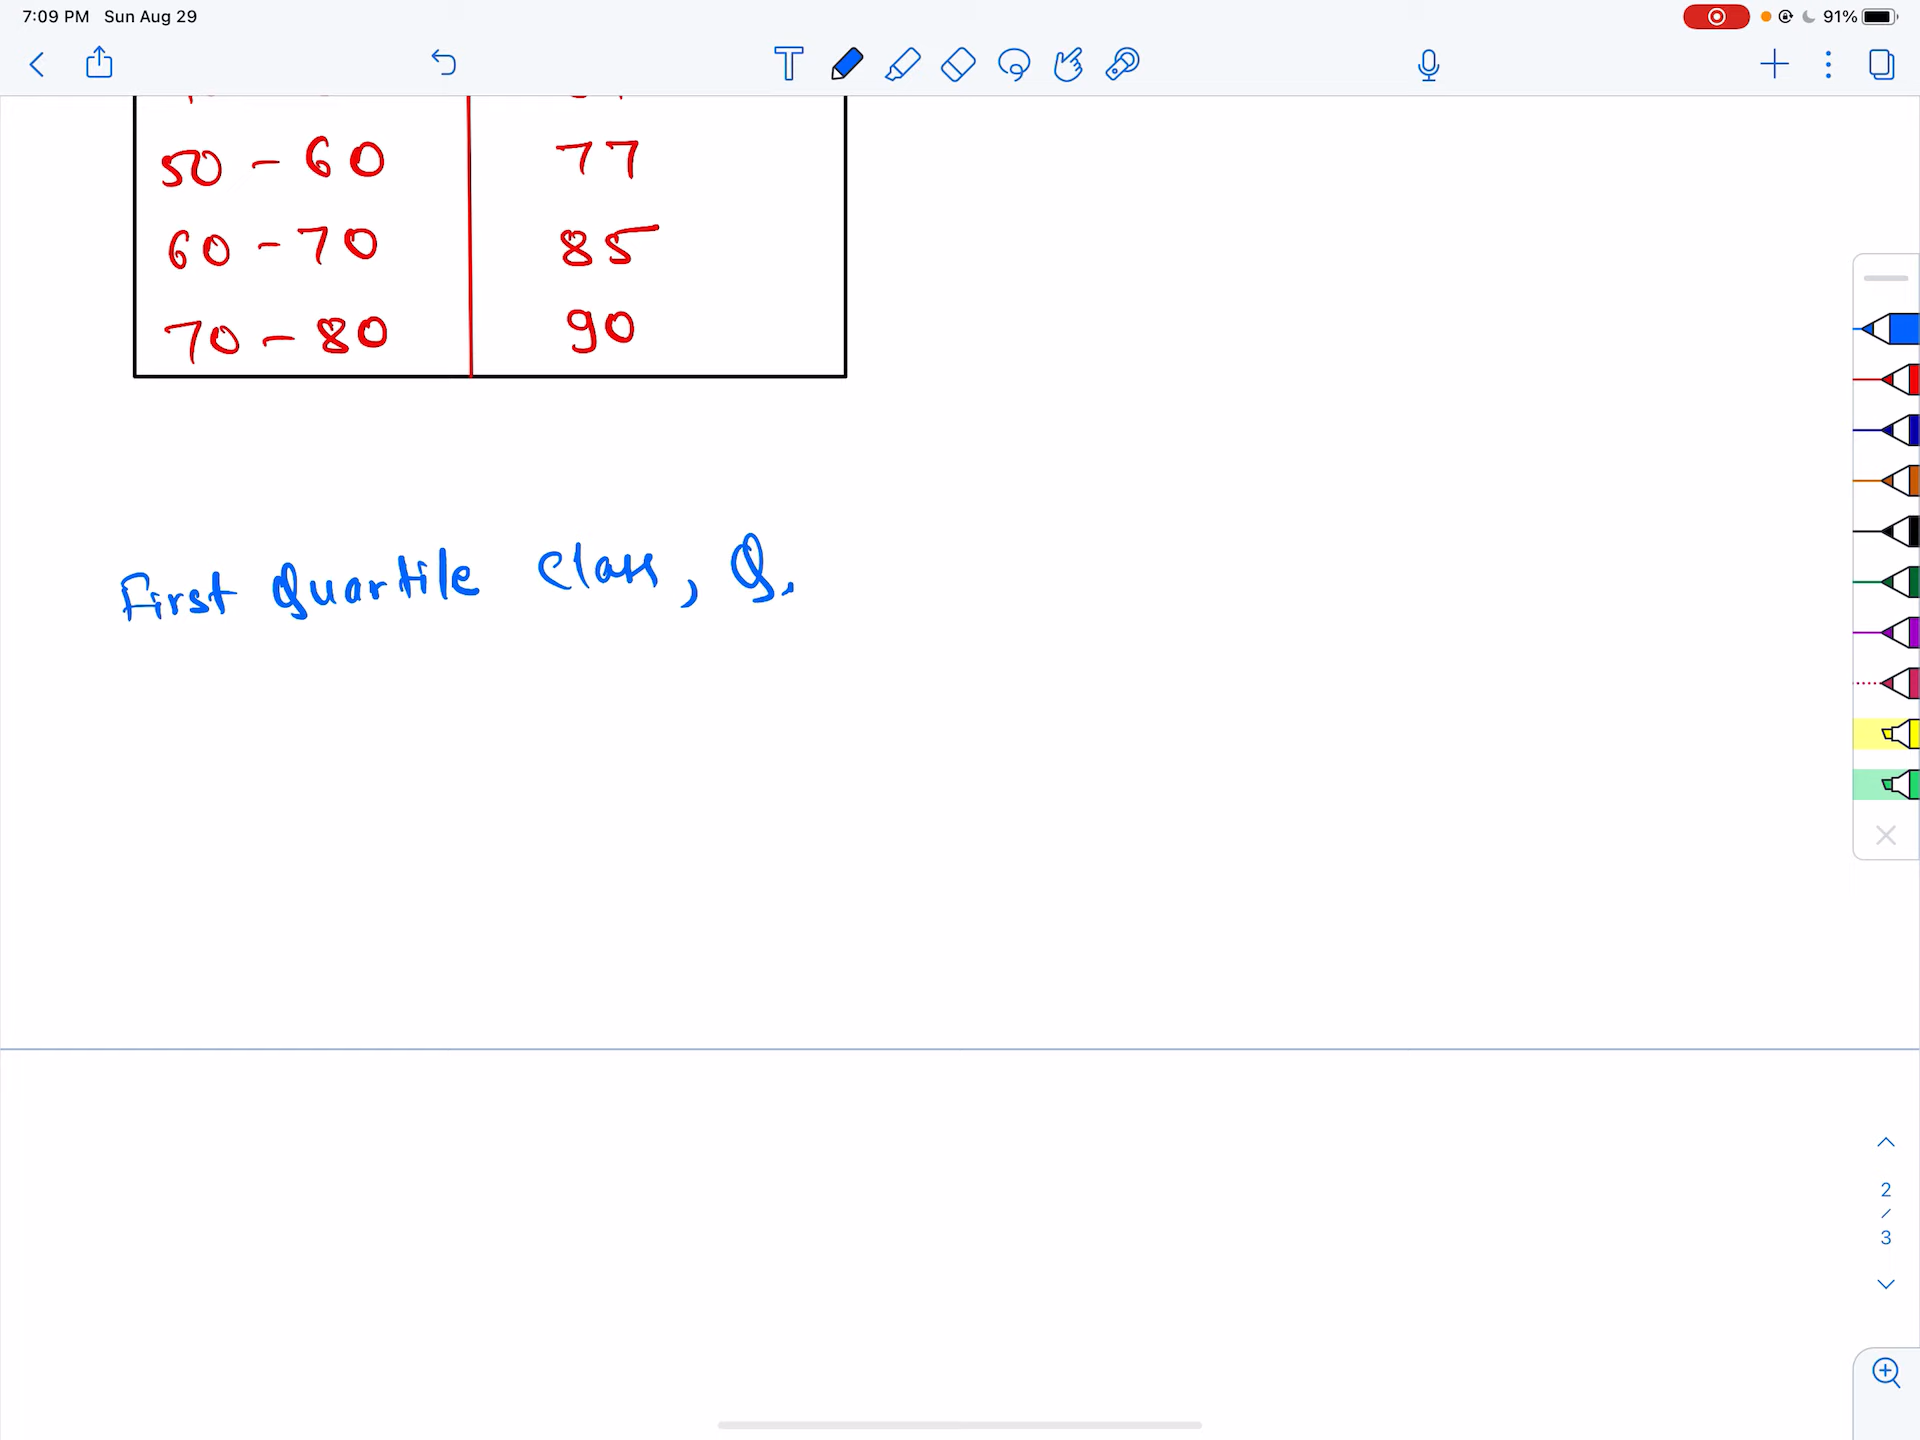 7:09 PM Sun Aug 29
91%
50 - 60 77
60 - 70 85
70 - 80 90
First Quartile Class, Q.
2
/
3